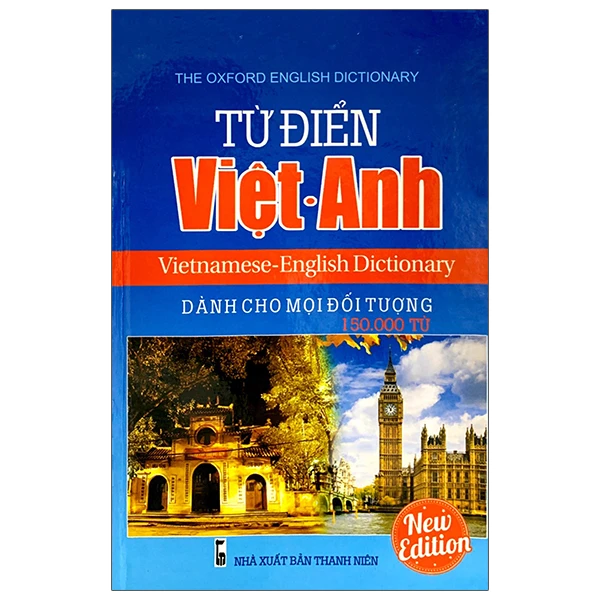 THE OXFORD ENGLISH DICTIONARY
TỪ ĐIỂN
Việt·Anh
Vietnamese-English Dictionary
DÀNH CHO MỌI ĐỐI TƯỢNG
150.000 TỪ
New
Edition
NHÀ XUẤT BẢN THANH NIÊN